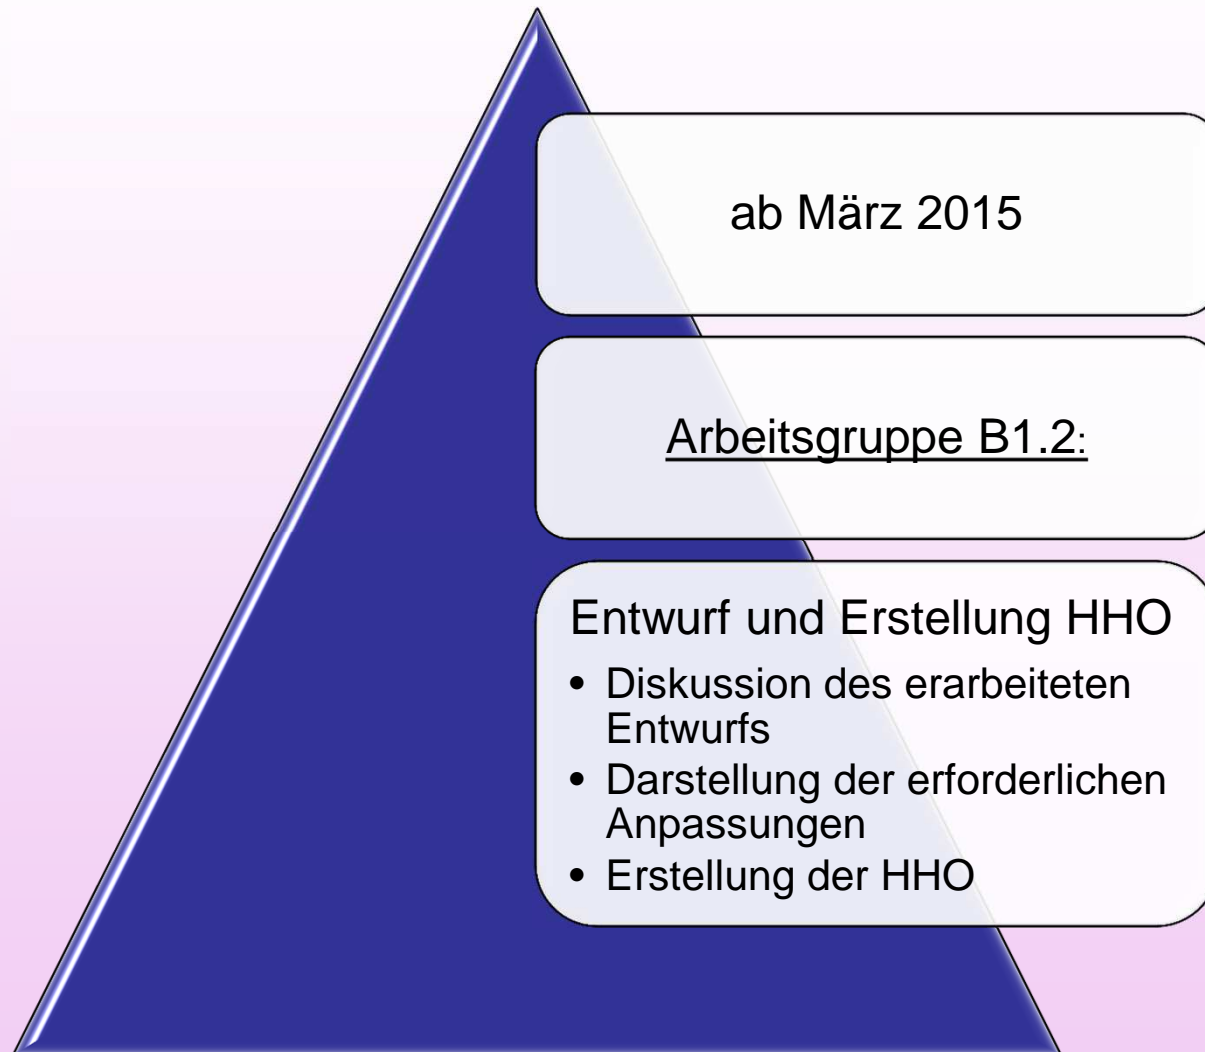 ab März 2015
Arbeitsgruppe B1.2:
Entwurf und Erstellung HHO
• Diskussion des erarbeiteten
Entwurfs
• Darstellung der erforderlichen
Anpassungen
• Erstellung der HHO